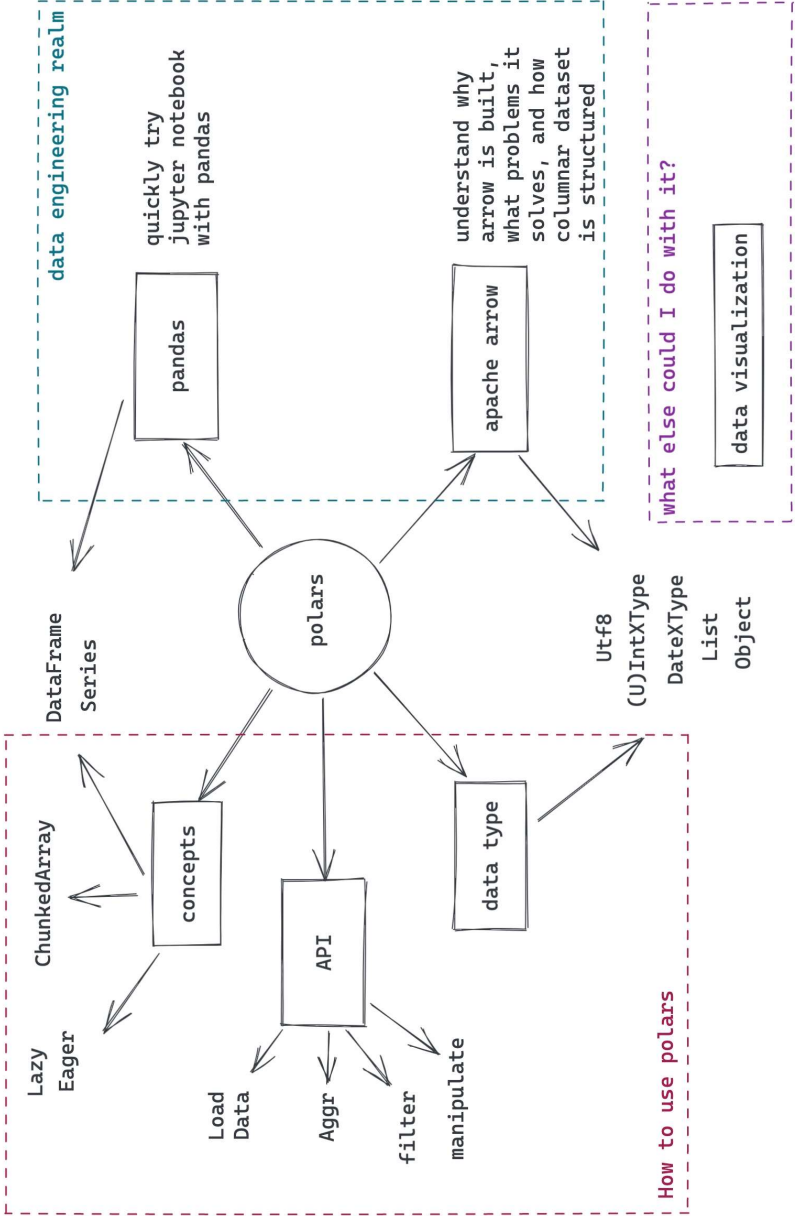 How to use polars
Lazy
Eager
ChunkedArray
concepts
Load
Data
Aggr
filter
manipulate
API
data type
DataFrame
Series
polars
Utf8
(U)IntXType
DateXType
List
Object
data engineering realm
pandas
quickly try
jupyter notebook
with pandas
apache arrow
understand why
arrow is built,
what problems it
solves, and how
columnar dataset
is structured
what else could I do with it?
data visualization